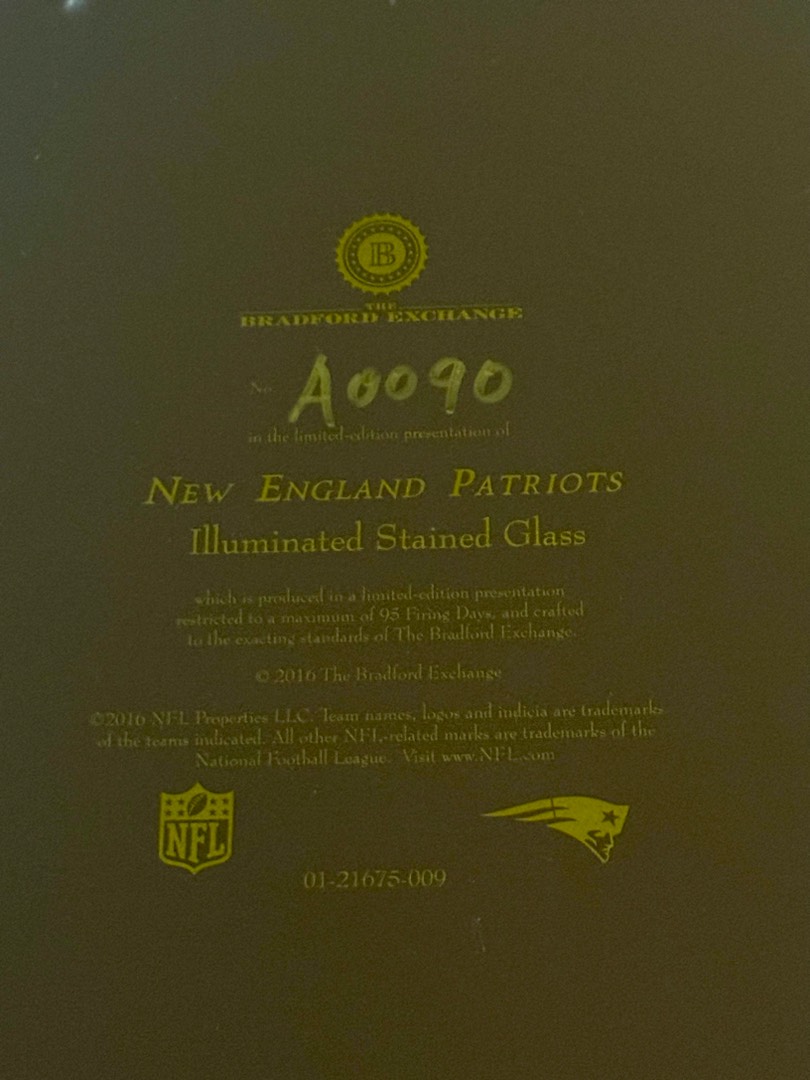 B
THE
BRADFORD EXCHANGE
No. A0090
in the limited-edition presentation of
NEW ENGLAND PATRIOTS
Illuminated Stained Glass
which is produced in a limited-edition presentation
restricted to a maximum of 95 Firing Days, and crafted
to the exacting standards of The Bradford Exchange.
© 2016 The Bradford Exchange
©2016 NFL Properties LLC. Team names, logos and indicia are trademarks
of the teams indicated. All other NFL-related marks are trademarks of the
National Football League. Visit www.NFL.com
NFL
01-21675-009